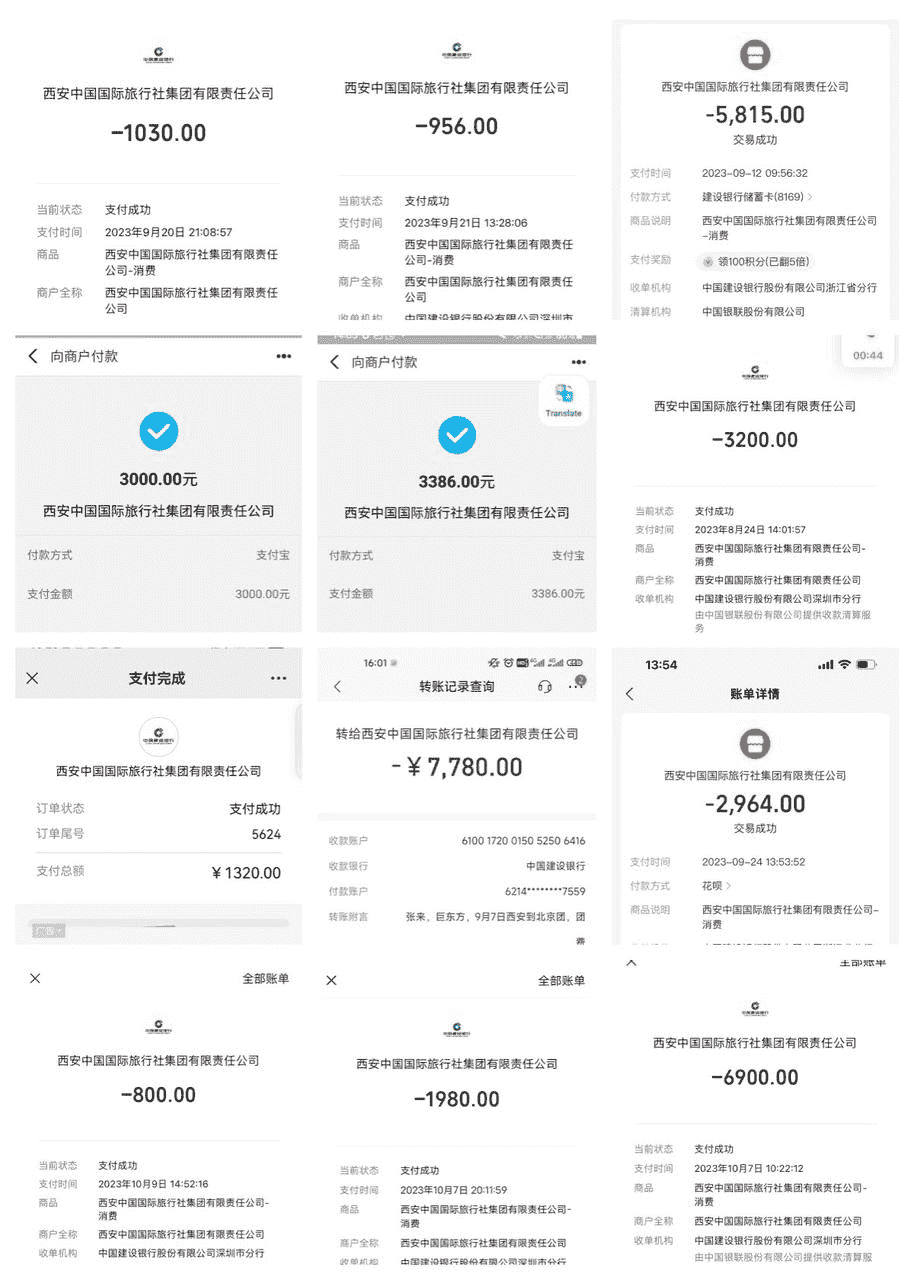 西安中国国际旅行社集团有限责任公司
-1030.00
当前状态 支付成功
支付时间 2023年9月20日 21:08:57
商品 西安中国国际旅行社集团有限责任
公司-消费
商户全称 西安中国国际旅行社集团有限责任
公司
西安中国国际旅行社集团有限责任公司
-956.00
当前状态 支付成功
支付时间 2023年9月21日 13:28:06
商品 西安中国国际旅行社集团有限责任
公司-消费
商户全称 西安中国国际旅行社集团有限责任
公司
收单机构 中国建设银行股份有限公司深圳市
西安中国国际旅行社集团有限责任公司
-5,815.00
交易成功
支付时间 2023-09-12 09:56:32
付款方式 建设银行储蓄卡(8169)
商品说明 西安中国国际旅行社集团有限责任公司
-消费
支付奖励 领100积分(已翻5倍)
收单机构 中国建设银行股份有限公司浙江省分行
清算机构 中国银联股份有限公司
向商户付款
3000.00元
西安中国国际旅行社集团有限责任公司
付款方式 支付宝
支付金额 3000.00元
向商户付款
Translate
3386.00元
西安中国国际旅行社集团有限责任公司
付款方式 支付宝
支付金额 3386.00元
00:44
西安中国国际旅行社集团有限责任公司
-3200.00
当前状态 支付成功
支付时间 2023年8月24日 14:01:57
商品 西安中国国际旅行社集团有限责任公司-
消费
商户全称 西安中国国际旅行社集团有限责任公司
收单机构 中国建设银行股份有限公司深圳市分行
由中国银联股份有限公司提供收款清算服
务
支付完成
西安中国国际旅行社集团有限责任公司
订单状态 支付成功
订单尾号 5624
支付总额 ￥1320.00
广告
16:01
转账记录查询
2
转给西安中国国际旅行社集团有限责任公司
-￥7,780.00
收款账户 6100 1720 0150 5250 6416
收款银行 中国建设银行
付款账户 6214********7559
转账附言 张来，巨东方，9月7日西安到北京团，团
费
13:54
账单详情
西安中国国际旅行社集团有限责任公司
-2,964.00
交易成功
支付时间 2023-09-24 13:53:52
付款方式 花呗
商品说明 西安中国国际旅行社集团有限责任公司-
消费
全部账单
西安中国国际旅行社集团有限责任公司
-800.00
当前状态 支付成功
支付时间 2023年10月9日 14:52:16
商品 西安中国国际旅行社集团有限责任公司-
消费
商户全称 西安中国国际旅行社集团有限责任公司
收单机构 中国建设银行股份有限公司深圳市分行
全部账单
西安中国国际旅行社集团有限责任公司
-1980.00
当前状态 支付成功
支付时间 2023年10月7日 20:11:59
商品 西安中国国际旅行社集团有限责任公司-
消费
商户全称 西安中国国际旅行社集团有限责任公司
收单机构 中国建设银行股份有限公司深圳市分行
全部账单
西安中国国际旅行社集团有限责任公司
-6900.00
当前状态 支付成功
支付时间 2023年10月7日 10:22:12
商品 西安中国国际旅行社集团有限责任公司-
消费
商户全称 西安中国国际旅行社集团有限责任公司
收单机构 中国建设银行股份有限公司深圳市分行
由中国银联股份有限公司提供收款清算服